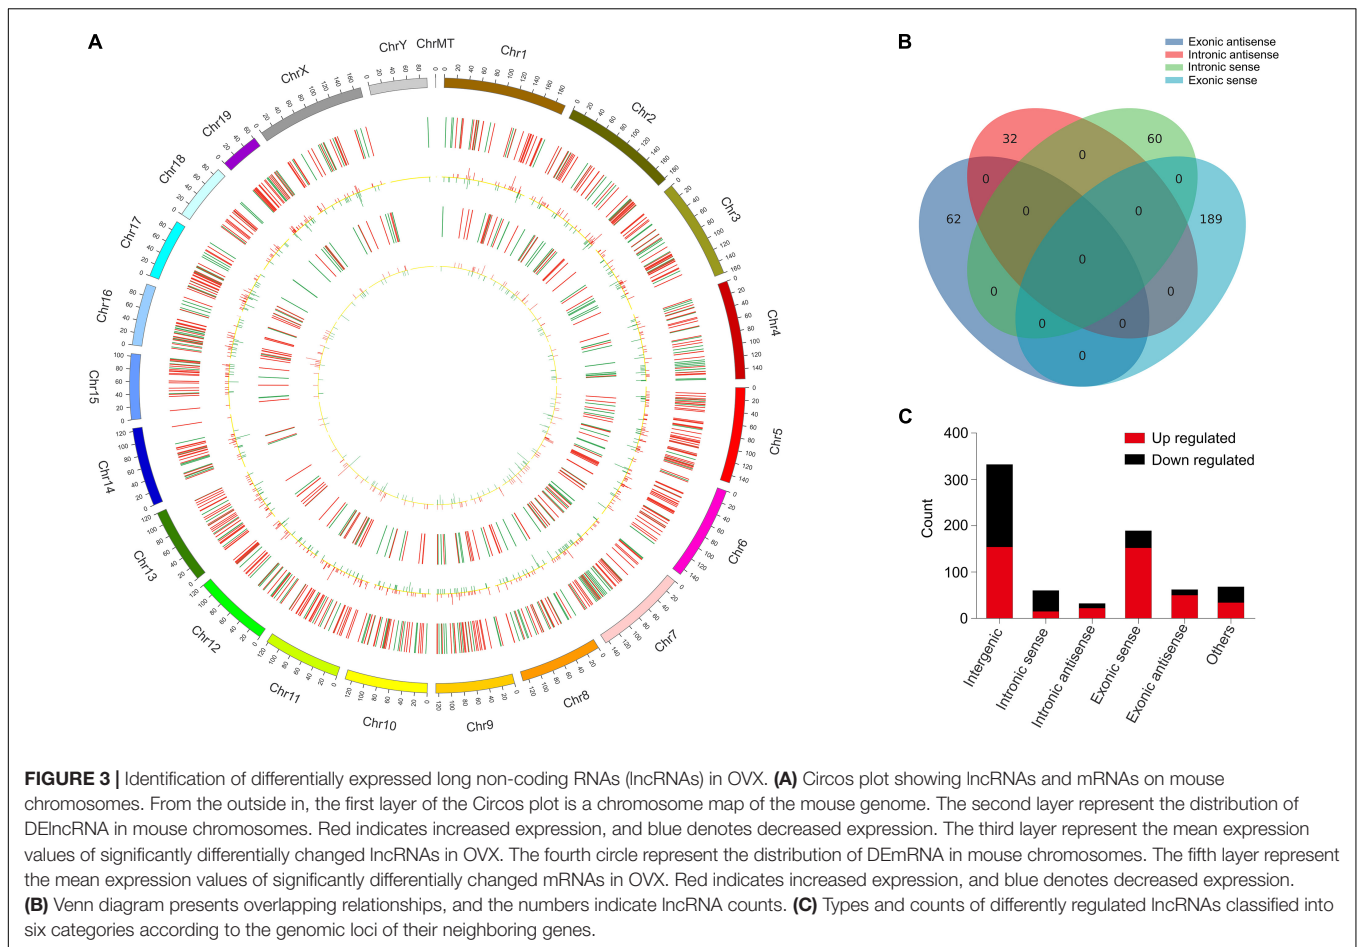 A
ChrY ChrMT
Chr1
Chr2
Chr3
Chr4
Chr5
Chr6
Chr7
Chr8
Chr9
Chr10
Chr11
Chr12
Chr13
Chr14
Chr15
Chr16
Chr17
Chr18
Chr19
ChrX
B
Exonic antisense
Intronic antisense
Intronic sense
Exonic sense
32
0
60
0
0
62
0
0
189
0
0
0
0
0
0
C
Up regulated
Down regulated
Count
400
300
200
100
0
Intergenic
Intronic sense
Intronic antisense
Exonic sense
Exonic antisense
Others
FIGURE 3 | Identification of differentially expressed long non-coding RNAs (lncRNAs) in OVX. (A) Circos plot showing lncRNAs and mRNAs on mouse
chromosomes. From the outside in, the first layer of the Circos plot is a chromosome map of the mouse genome. The second layer represent the distribution of
DElncRNA in mouse chromosomes. Red indicates increased expression, and blue denotes decreased expression. The third layer represent the mean expression
values of significantly differentially changed lncRNAs in OVX. The fourth circle represent the distribution of DEmRNA in mouse chromosomes. The fifth layer represent
the mean expression values of significantly differentially changed mRNAs in OVX. Red indicates increased expression, and blue denotes decreased expression.
(B) Venn diagram presents overlapping relationships, and the numbers indicate lncRNA counts. (C) Types and counts of differently regulated lncRNAs classified into
six categories according to the genomic loci of their neighboring genes.